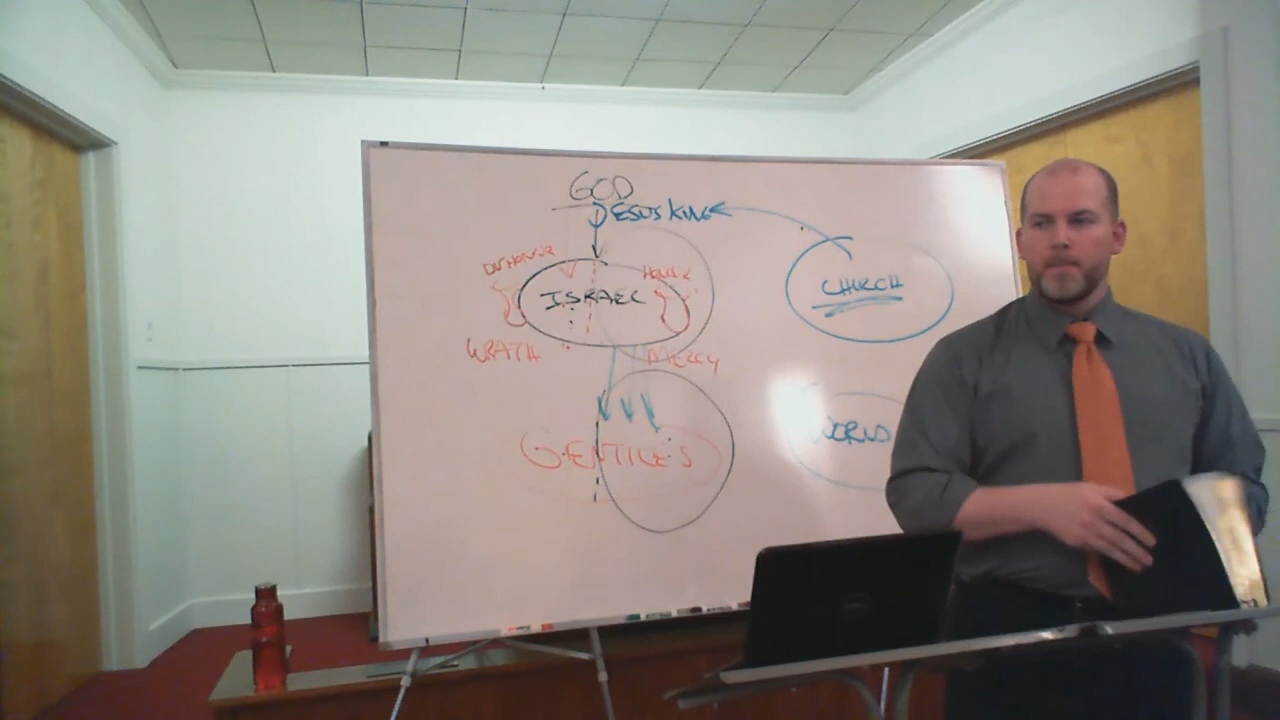 GOD
JESUS KING
DISHONOR
HONOR
ISRAEL
CHURCH
WRATH
MERCY
WORLD
GENTILES